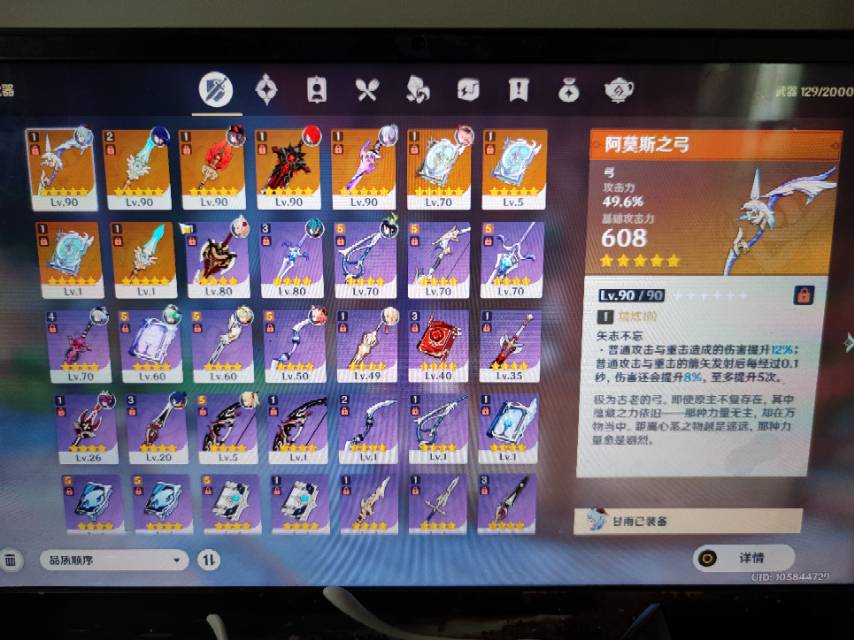 武器 129/2000
器
1 2 1 1 1 1 1
Lv.90 Lv.90 Lv.90 Lv.90 Lv.90 Lv.70 Lv.5
1 1 3 5 5 5
Lv.1 Lv.1 Lv.80 Lv.80 Lv.70 Lv.70 Lv.70
4 5 5 5 1 3 1
Lv.70 Lv.60 Lv.60 Lv.50 Lv.49 Lv.40 Lv.35
1 3 5 1 2 1 1
Lv.26 Lv.20 Lv.5 Lv.1 Lv.1 Lv.1 Lv.1
5 5 5 1 1 1 3
阿莫斯之弓
弓
攻击力
49.6%
基础攻击力
608
Lv.90 / 90
1 精炼1阶
矢志不忘
·普通攻击与重击造成的伤害提升12%;
普通攻击与重击的箭矢发射后每经过0.1
秒,伤害还会提升8%,至多提升5次。
极为古老的弓。即使原主不复存在,其中
蕴藏之力依旧——那种力量无主,却在万
物当中。距离心系之物越是遥远,那种力
量愈是剧烈。
甘雨已装备
品质顺序
详情
UID: 105844729